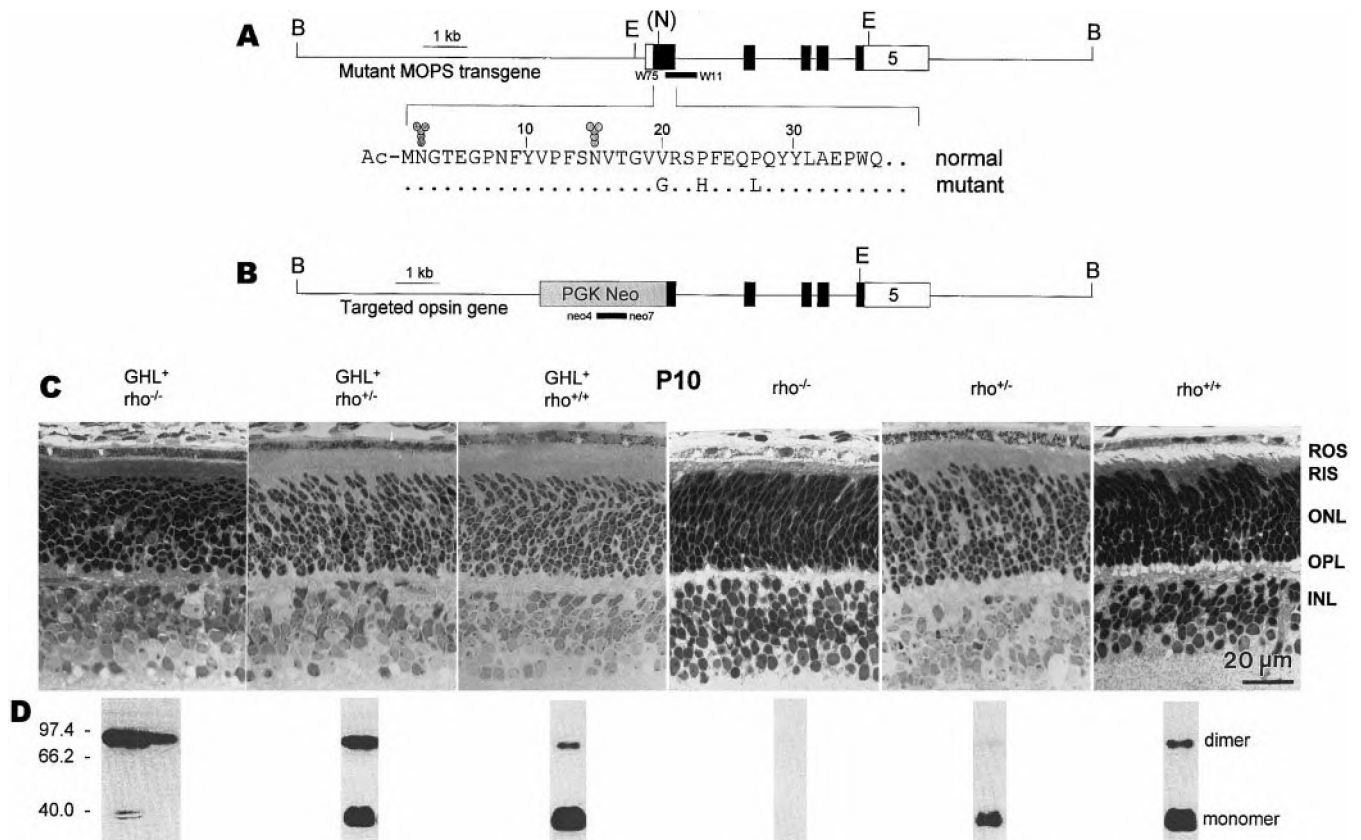 A
B
1 kb
E
(N)
E
B
5
Mutant MOPS transgene
W75
W11
10
20
30
Ac-MNGTEGPNFYVPFSNVTGVVRSPFEQPQYYLAEPWQ..
normal
....................G..H...L...........
mutant
B
B
1 kb
E
B
PGK Neo
5
Targeted opsin gene
neo4
neo7
C
GHL⁺
rho⁻/⁻
GHL⁺
rho⁺/⁻
GHL⁺
rho⁺/⁺
P10
rho⁻/⁻
rho⁺/⁻
rho⁺/⁺
ROS
RIS
ONL
OPL
INL
20 µm
D
97.4 -
66.2 -
40.0 -
dimer
monomer